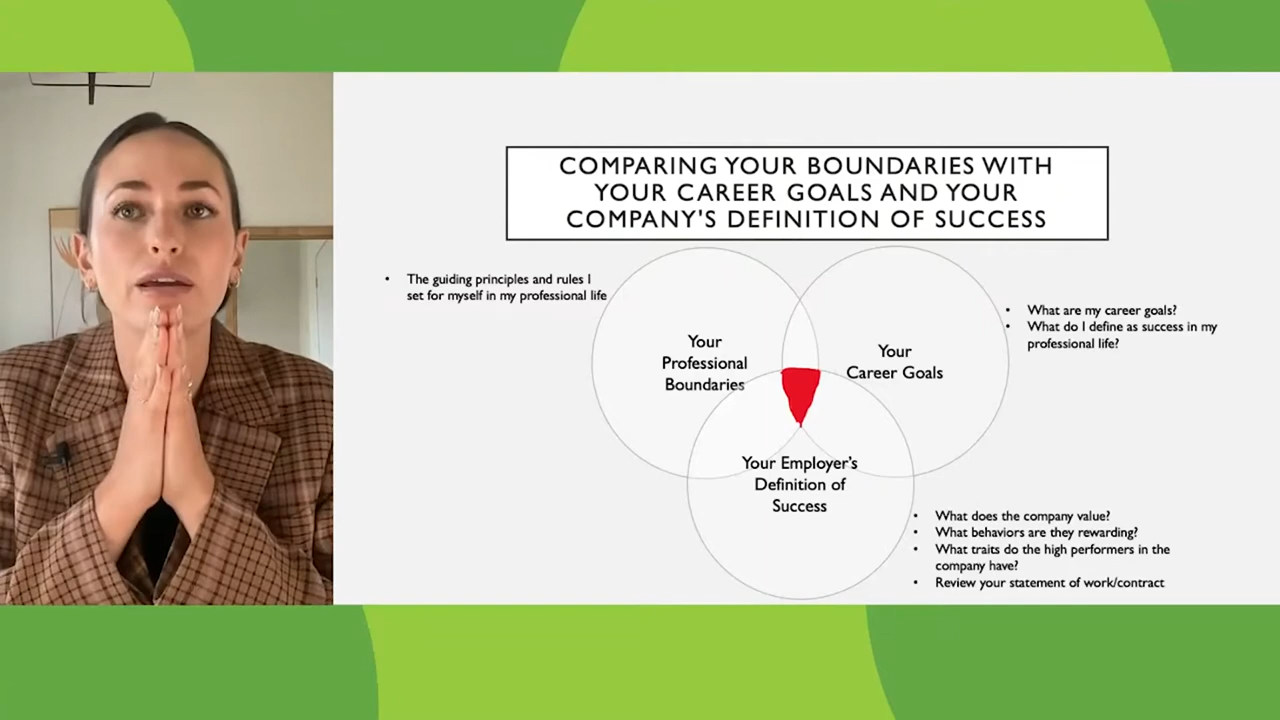 COMPARING YOUR BOUNDARIES WITH
YOUR CAREER GOALS AND YOUR
COMPANY'S DEFINITION OF SUCCESS
• The guiding principles and rules I
set for myself in my professional life
Your
Professional
Boundaries
Your
Career Goals
• What are my career goals?
• What do I define as success in my
professional life?
Your Employer's
Definition of
Success
• What does the company value?
• What behaviors are they rewarding?
• What traits do the high performers in the
company have?
• Review your statement of work/contract